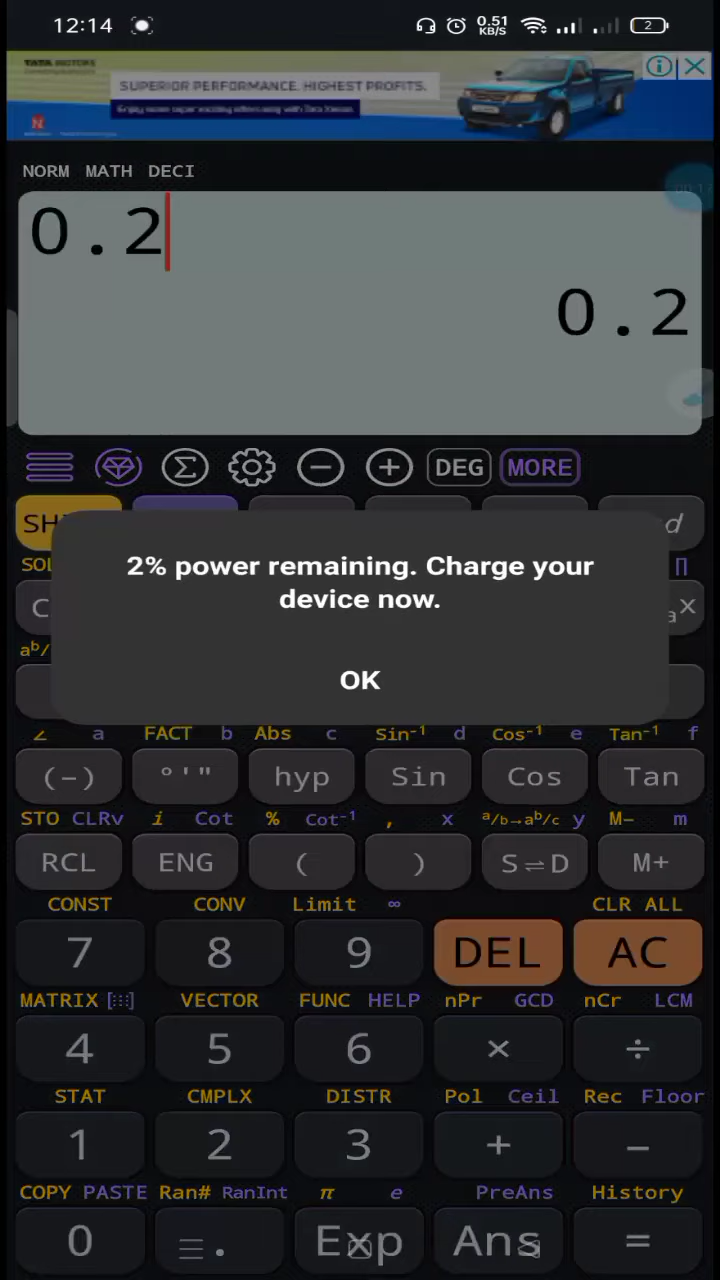 12:14 0.51 KB/S 2
TATA MOTORS
SUPERIOR PERFORMANCE. HIGHEST PROFITS.
NORM MATH DECI
0.2
0.2
DEG MORE
2% power remaining. Charge your
device now.
OK
∠ a FACT b Abs c Sin⁻¹ d Cos⁻¹ e Tan⁻¹ f
(−) °'" hyp Sin Cos Tan
STO CLRv i Cot % Cot⁻¹ , x a/b→aᵇ/c y M− m
RCL ENG ( ) S⇌D M+
CONST CONV Limit ∞ CLR ALL
7 8 9 DEL AC
MATRIX [:::] VECTOR FUNC HELP nPr GCD nCr LCM
4 5 6 × ÷
STAT CMPLX DISTR Pol Ceil Rec Floor
1 2 3 + −
COPY PASTE Ran# RanInt π e PreAns History
0 . Exp Ans =